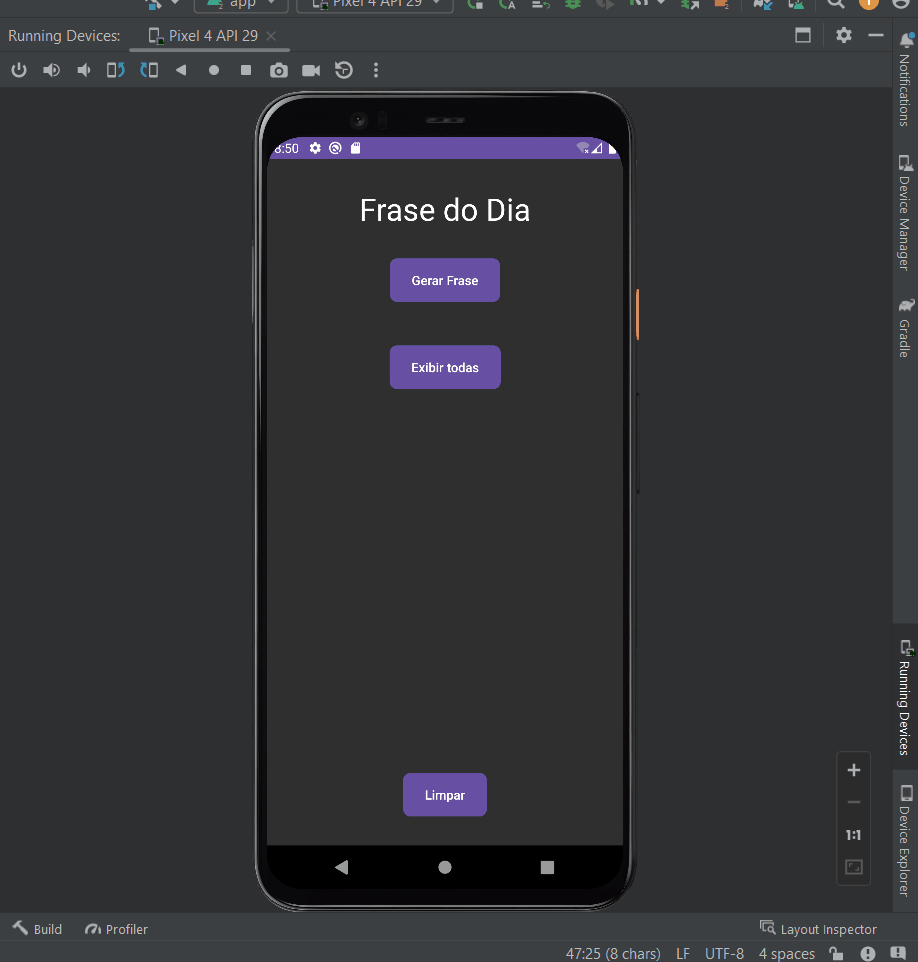 app
Pixel 4 API 29
Running Devices:
Pixel 4 API 29
Notifications
Device Manager
Gradle
Running Devices
Device Explorer
8:50
Frase do Dia
Gerar Frase
Exibir todas
Limpar
1:1
Build
Profiler
Layout Inspector
47:25 (8 chars)
LF
UTF-8
4 spaces